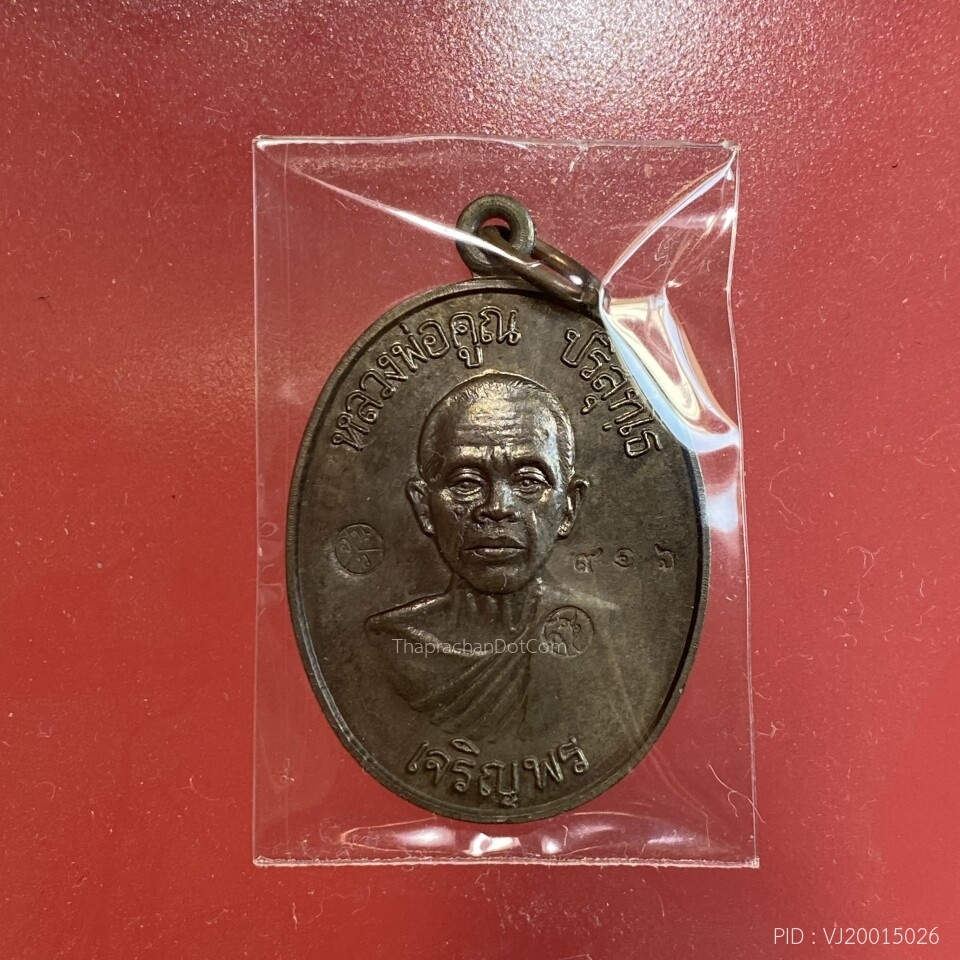 หลวงพ่อคูณ ปริสุทฺโธ
๙๑๖
ThaprachanDotCom
เจริญพร
PID : VJ20015026